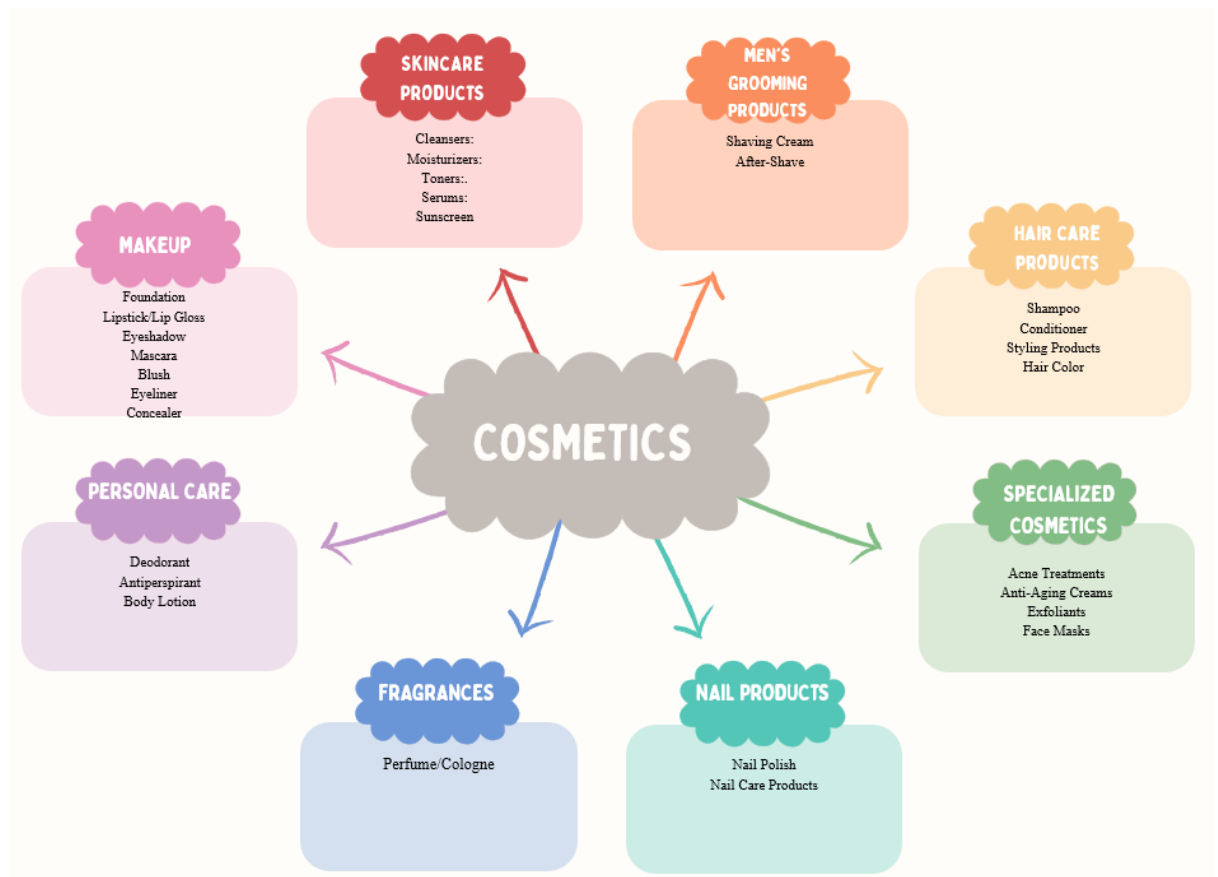 SKINCARE
PRODUCTS
Cleansers:
Moisturizers:
Toners:.
Serums:
Sunscreen
MEN'S
GROOMING
PRODUCTS
Shaving Cream
After-Shave
MAKEUP
Foundation
Lipstick/Lip Gloss
Eyeshadow
Mascara
Blush
Eyeliner
Concealer
HAIR CARE
PRODUCTS
Shampoo
Conditioner
Styling Products
Hair Color
COSMETICS
PERSONAL CARE
Deodorant
Antiperspirant
Body Lotion
SPECIALIZED
COSMETICS
Acne Treatments
Anti-Aging Creams
Exfoliants
Face Masks
FRAGRANCES
Perfume/Cologne
NAIL PRODUCTS
Nail Polish
Nail Care Products